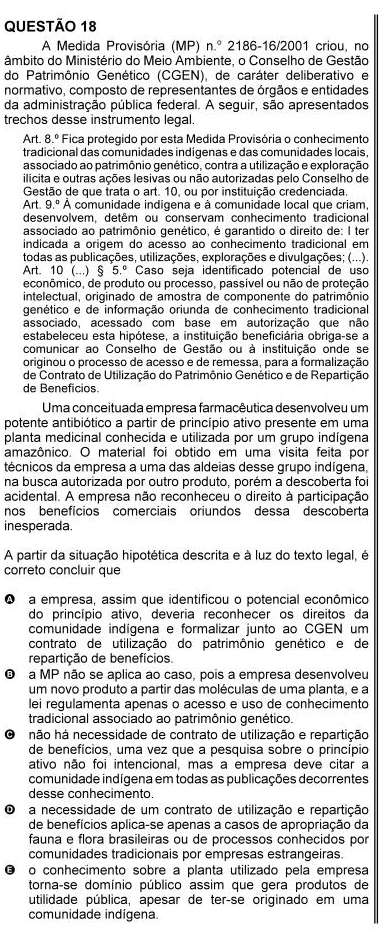 QUESTÃO 18
A Medida Provisória (MP) n.º 2186-16/2001 criou, no
âmbito do Ministério do Meio Ambiente, o Conselho de Gestão
do Patrimônio Genético (CGEN), de caráter deliberativo e
normativo, composto de representantes de órgãos e entidades
da administração pública federal. A seguir, são apresentados
trechos desse instrumento legal.
Art. 8.º Fica protegido por esta Medida Provisória o conhecimento
tradicional das comunidades indígenas e das comunidades locais,
associado ao patrimônio genético, contra a utilização e exploração
ilícita e outras ações lesivas ou não autorizadas pelo Conselho de
Gestão de que trata o art. 10, ou por instituição credenciada.
Art. 9.º À comunidade indígena e à comunidade local que criam,
desenvolvem, detêm ou conservam conhecimento tradicional
associado ao patrimônio genético, é garantido o direito de: I ter
indicada a origem do acesso ao conhecimento tradicional em
todas as publicações, utilizações, explorações e divulgações; (...).
Art. 10 (...) § 5.º Caso seja identificado potencial de uso
econômico, de produto ou processo, passível ou não de proteção
intelectual, originado de amostra de componente do patrimônio
genético e de informação oriunda de conhecimento tradicional
associado, acessado com base em autorização que não
estabeleceu esta hipótese, a instituição beneficiária obriga-se a
comunicar ao Conselho de Gestão ou à instituição onde se
originou o processo de acesso e de remessa, para a formalização
de Contrato de Utilização do Patrimônio Genético e de Repartição
de Benefícios.
Uma conceituada empresa farmacêutica desenvolveu um
potente antibiótico a partir de princípio ativo presente em uma
planta medicinal conhecida e utilizada por um grupo indígena
amazônico. O material foi obtido em uma visita feita por
técnicos da empresa a uma das aldeias desse grupo indígena,
na busca autorizada por outro produto, porém a descoberta foi
acidental. A empresa não reconheceu o direito à participação
nos benefícios comerciais oriundos dessa descoberta
inesperada.
A partir da situação hipotética descrita e à luz do texto legal, é
correto concluir que
A a empresa, assim que identificou o potencial econômico
do princípio ativo, deveria reconhecer os direitos da
comunidade indígena e formalizar junto ao CGEN um
contrato de utilização do patrimônio genético e de
repartição de benefícios.
B a MP não se aplica ao caso, pois a empresa desenvolveu
um novo produto a partir das moléculas de uma planta, e a
lei regulamenta apenas o acesso e uso de conhecimento
tradicional associado ao patrimônio genético.
C não há necessidade de contrato de utilização e repartição
de benefícios, uma vez que a pesquisa sobre o princípio
ativo não foi intencional, mas a empresa deve citar a
comunidade indígena em todas as publicações decorrentes
desse conhecimento.
D a necessidade de um contrato de utilização e repartição
de benefícios aplica-se apenas a casos de apropriação da
fauna e flora brasileiras ou de processos conhecidos por
comunidades tradicionais por empresas estrangeiras.
E o conhecimento sobre a planta utilizado pela empresa
torna-se domínio público assim que gera produtos de
utilidade pública, apesar de ter-se originado em uma
comunidade indígena.